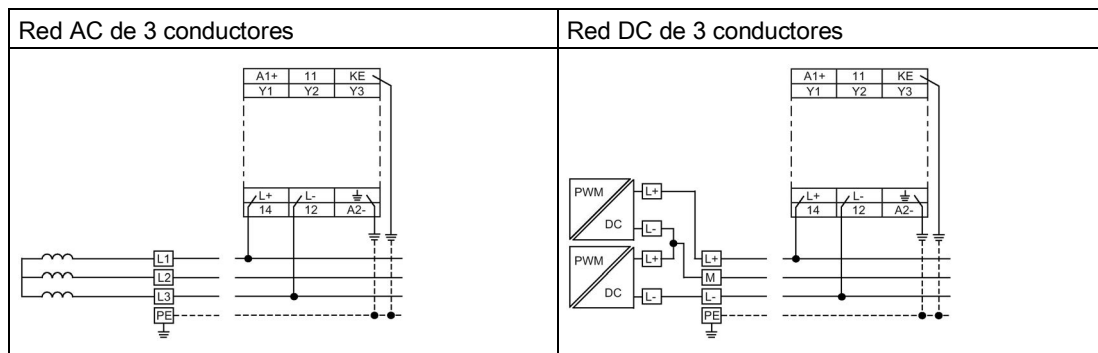 Red AC de 3 conductores
A1+ 11 KE
Y1 Y2 Y3
L+ L-
14 12 A2-
L1
L2
L3
PE
Red DC de 3 conductores
A1+ 11 KE
Y1 Y2 Y3
L+ L-
14 12 A2-
PWM
DC
L+
L-
PWM
DC
L+
L-
L+
M
L-
PE